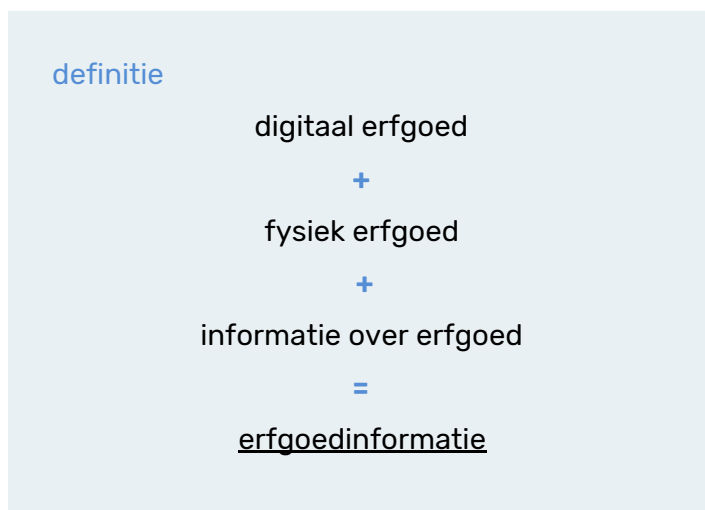 definitie
digitaal erfgoed
+
fysiek erfgoed
+
informatie over erfgoed
=
erfgoedinformatie